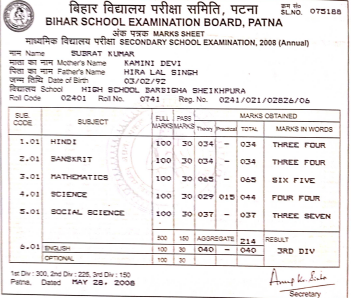 बिहार विद्यालय परीक्षा समिति, पटना
क्रम सं०
SL.NO. 075188
BIHAR SCHOOL EXAMINATION BOARD, PATNA
अंक पत्रक MARKS SHEET
माध्यमिक विद्यालय परीक्षा SECONDARY SCHOOL EXAMINATION, 2008 (Annual)
नाम Name SUBRAT KUMAR
माता का नाम Mother's Name KAMINI DEVI
पिता का नाम Father's Name HIRA LAL SINGH
जन्म तिथि Date of Birth 03/02/92
विद्यालय School HIGH SCHOOL BARBIGHA SHEIKHPURA
Roll Code 02401 Roll No. 0741 Reg. No. 0241/021/02826/06
SUB. CODE SUBJECT FULL MARKS PASS MARKS MARKS OBTAINED
Theory Practical TOTAL MARKS IN WORDS
1.01 HINDI 100 30 034 - 034 THREE FOUR
2.01 SANSKRIT 100 30 034 - 034 THREE FOUR
3.01 MATHEMATICS 100 30 065 - 065 SIX FIVE
4.01 SCIENCE 100 30 029 015 044 FOUR FOUR
5.01 SOCIAL SCIENCE 100 30 037 - 037 THREE SEVEN
500 150 AGGREGATE 214 RESULT
6.01 ENGLISH 100 30 040 - 040 3RD DIV
OPTIONAL 100 30
1st Div : 300, 2nd Div : 225, 3rd Div : 150
Patna. Dated MAY 28, 2008
Secretary